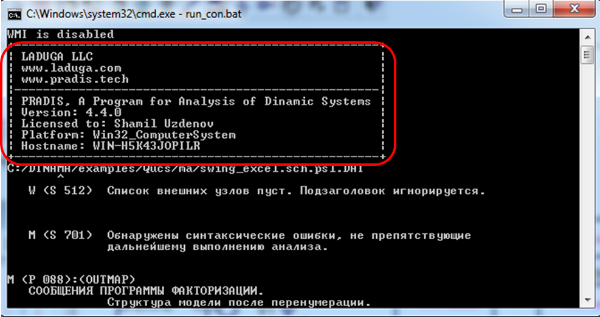 C:\Windows\system32\cmd.exe - run_con.bat
WMI is disabled
LADUGA LLC
www.laduga.com
www.pradis.tech
PRADIS, A Program for Analysis of Dinamic Systems
Version: 4.4.0
Licensed to: Shamil Uzdenov
Platform: Win32_ComputerSystem
Hostname: WIN-H5K43JOPILR
C:/DINAMA/examples/Qucs/ma/swing_excel.sch.psl.DAT
^
W (S 512) Список внешних узлов пуст. Подзаголовок игнорируется.
M (S 701) Обнаружены синтаксические ошибки, не препятствующие
дальнейшему выполнению анализа.
M (P 088):(OUTMAP)
СООБЩЕНИЯ ПРОГРАММЫ ФАКТОРИЗАЦИИ.
Структура модели после перенумерации.